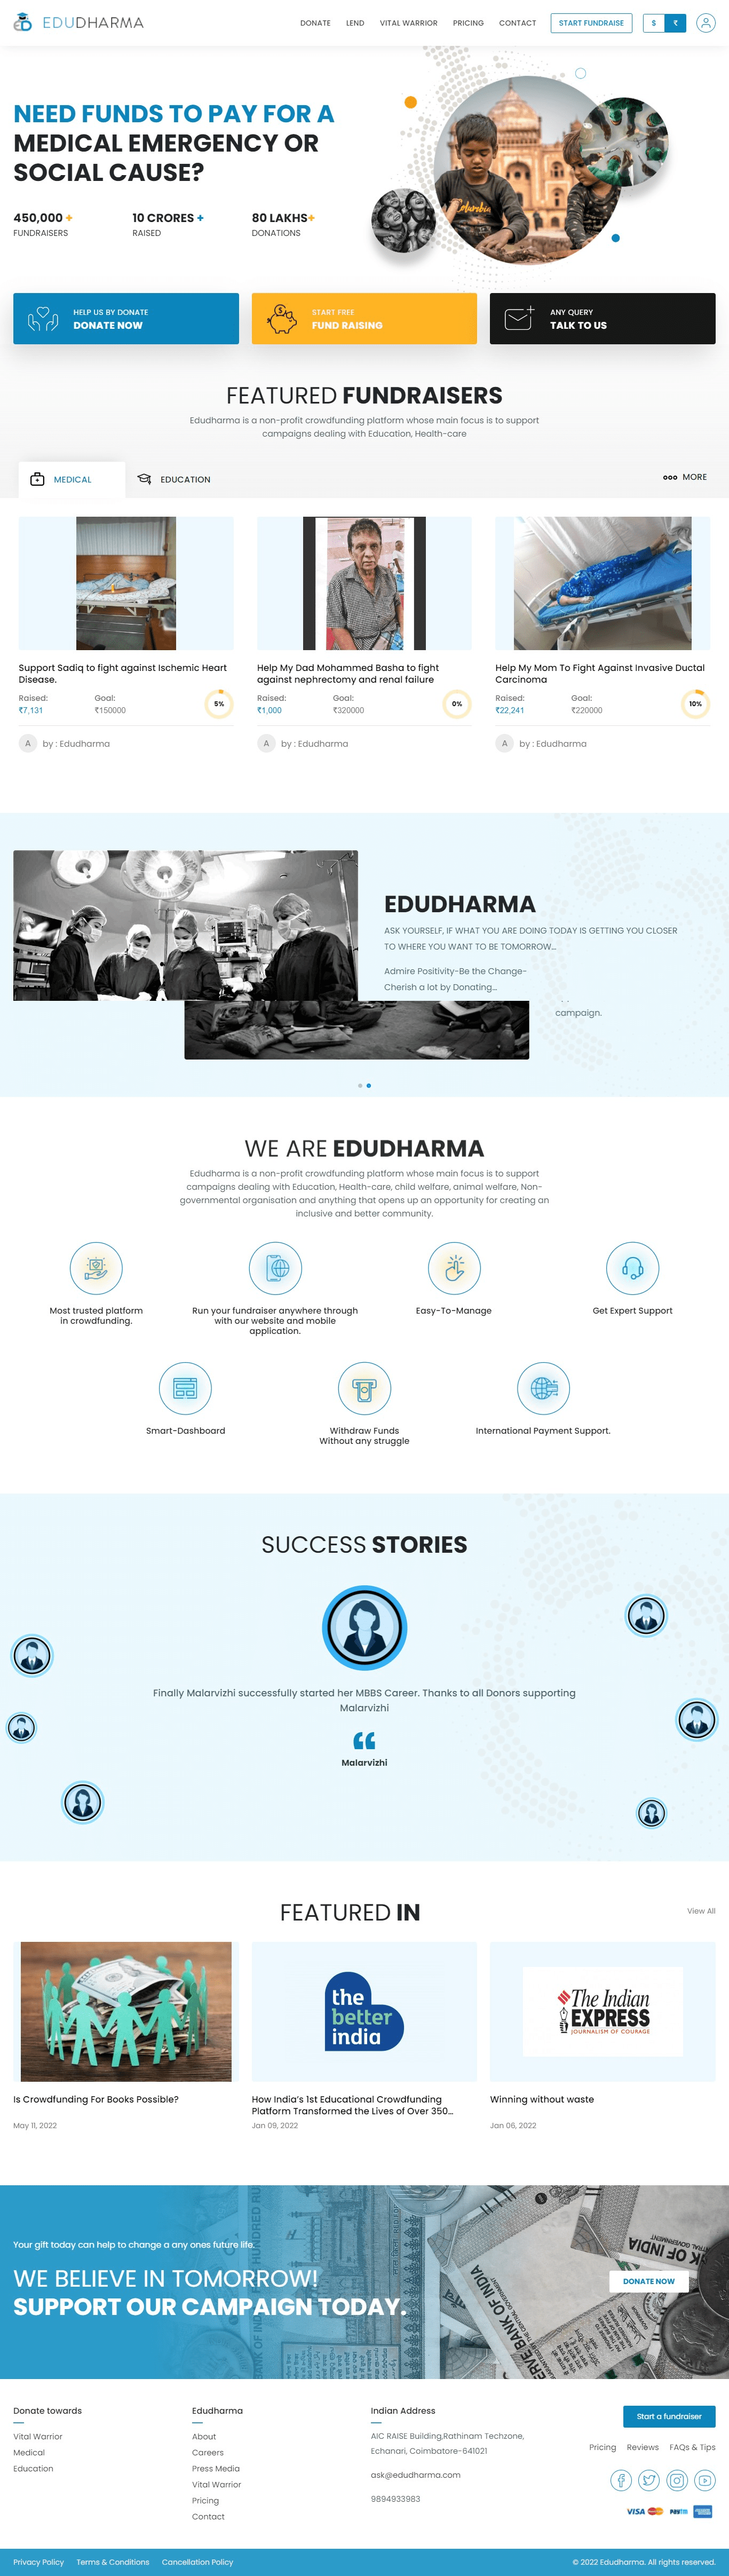 EDUDHARMA
DONATE LEND VITAL WARRIOR PRICING CONTACT START FUNDRAISE $ ₹
NEED FUNDS TO PAY FOR A
MEDICAL EMERGENCY OR
SOCIAL CAUSE?
450,000 + 10 CRORES + 80 LAKHS+
FUNDRAISERS RAISED DONATIONS
HELP US BY DONATE
DONATE NOW
START FREE
FUND RAISING
ANY QUERY
TALK TO US
FEATURED FUNDRAISERS
Edudharma is a non-profit crowdfunding platform whose main focus is to support
campaigns dealing with Education, Health-care
MEDICAL EDUCATION MORE
Support Sadiq to fight against Ischemic Heart
Disease.
Raised: Goal:
₹7,131 ₹150000 5%
A by : Edudharma
Help My Dad Mohammed Basha to fight
against nephrectomy and renal failure
Raised: Goal:
₹1,000 ₹320000 0%
A by : Edudharma
Help My Mom To Fight Against Invasive Ductal
Carcinoma
Raised: Goal:
₹22,241 ₹220000 10%
A by : Edudharma
EDUDHARMA
ASK YOURSELF, IF WHAT YOU ARE DOING TODAY IS GETTING YOU CLOSER
TO WHERE YOU WANT TO BE TOMORROW...
Admire Positivity-Be the Change-
Cherish a lot by Donating...
campaign.
WE ARE EDUDHARMA
Edudharma is a non-profit crowdfunding platform whose main focus is to support
campaigns dealing with Education, Health-care, child welfare, animal welfare, Non-
governmental organisation and anything that opens up an opportunity for creating an
inclusive and better community.
Most trusted platform
in crowdfunding.
Run your fundraiser anywhere through
with our website and mobile
application.
Easy-To-Manage
Get Expert Support
Smart-Dashboard
Withdraw Funds
Without any struggle
International Payment Support.
SUCCESS STORIES
Finally Malarvizhi successfully started her MBBS Career. Thanks to all Donors supporting
Malarvizhi
Malarvizhi
FEATURED IN
View All
the
better
india
The Indian
EXPRESS
JOURNALISM OF COURAGE
Is Crowdfunding For Books Possible?
May 11, 2022
How India's 1st Educational Crowdfunding
Platform Transformed the Lives of Over 350...
Jan 09, 2022
Winning without waste
Jan 06, 2022
Your gift today can help to change a any ones future life.
WE BELIEVE IN TOMORROW!
SUPPORT OUR CAMPAIGN TODAY.
DONATE NOW
Donate towards
Vital Warrior
Medical
Education
Edudharma
About
Careers
Press Media
Vital Warrior
Pricing
Contact
Indian Address
AIC RAISE Building,Rathinam Techzone,
Echanari, Coimbatore-641021
ask@edudharma.com
9894933983
Start a fundraiser
Pricing Reviews FAQs & Tips
VISA paytm
Privacy Policy Terms & Conditions Cancellation Policy
© 2022 Edudharma. All rights reserved.